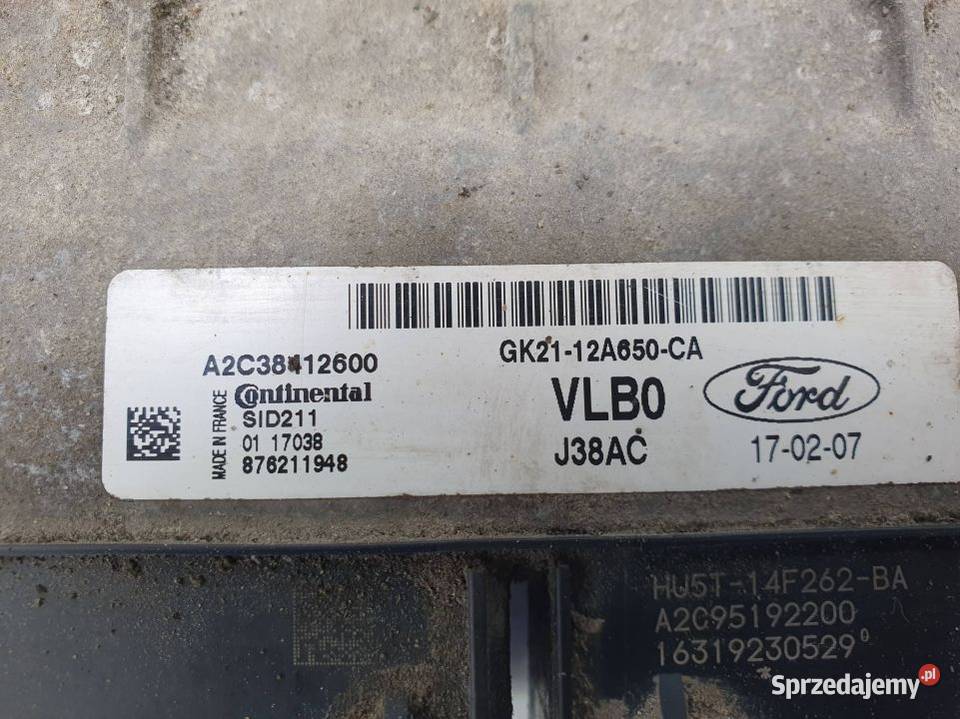 GK21-12A650-CA
A2C38412600
Continental
VLB0
Ford
MADE IN FRANCE
SID211
01 17038
J38AC
17-02-07
876211948
HU5T-14F262-BA
A2C95192200
16319230529
Sprzedajemy.pl